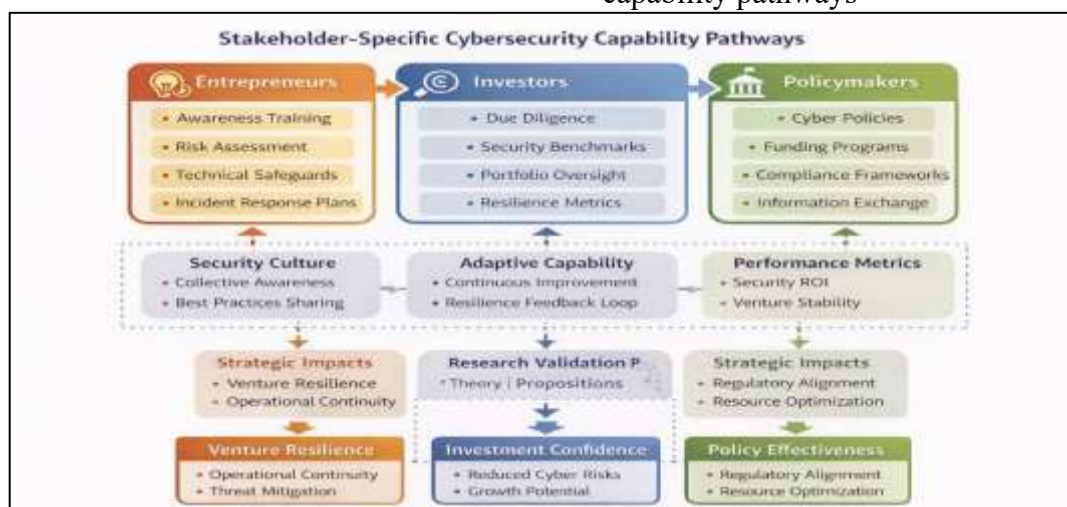 capability pathways
Stakeholder-Specific Cybersecurity Capability Pathways
Entrepreneurs
• Awareness Training
• Risk Assessment
• Technical Safeguards
• Incident Response Plans
Investors
• Due Diligence
• Security Benchmarks
• Portfolio Oversight
• Resilience Metrics
Policymakers
• Cyber Policies
• Funding Programs
• Compliance Frameworks
• Information Exchange
Security Culture
• Collective Awareness
• Best Practices Sharing
Adaptive Capability
• Continuous Improvement
• Resilience Feedback Loop
Performance Metrics
• Security ROI
• Venture Stability
Strategic Impacts
• Venture Resilience
• Operational Continuity
Research Validation P
• Theory | Propositions
Strategic Impacts
• Regulatory Alignment
• Resource Optimization
Venture Resilience
• Operational Continuity
• Threat Mitigation
Investment Confidence
• Reduced Cyber Risks
• Growth Potential
Policy Effectiveness
• Regulatory Alignment
• Resource Optimization